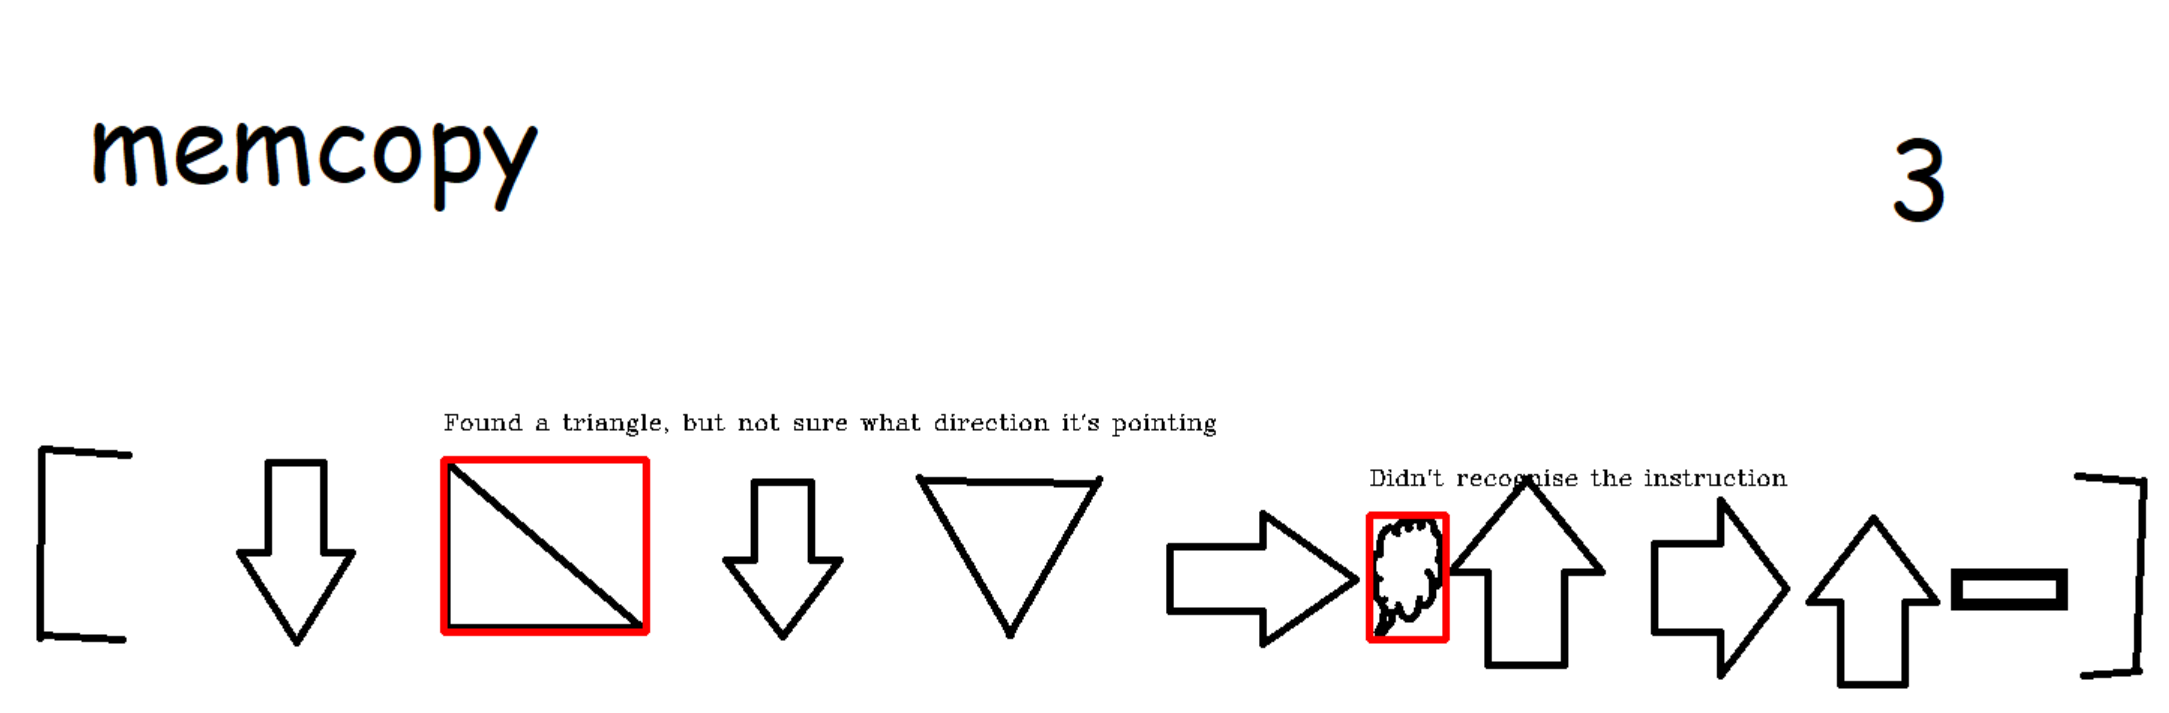 memcopy
3
Found a triangle, but not sure what direction it's pointing
Didn't recognise the instruction